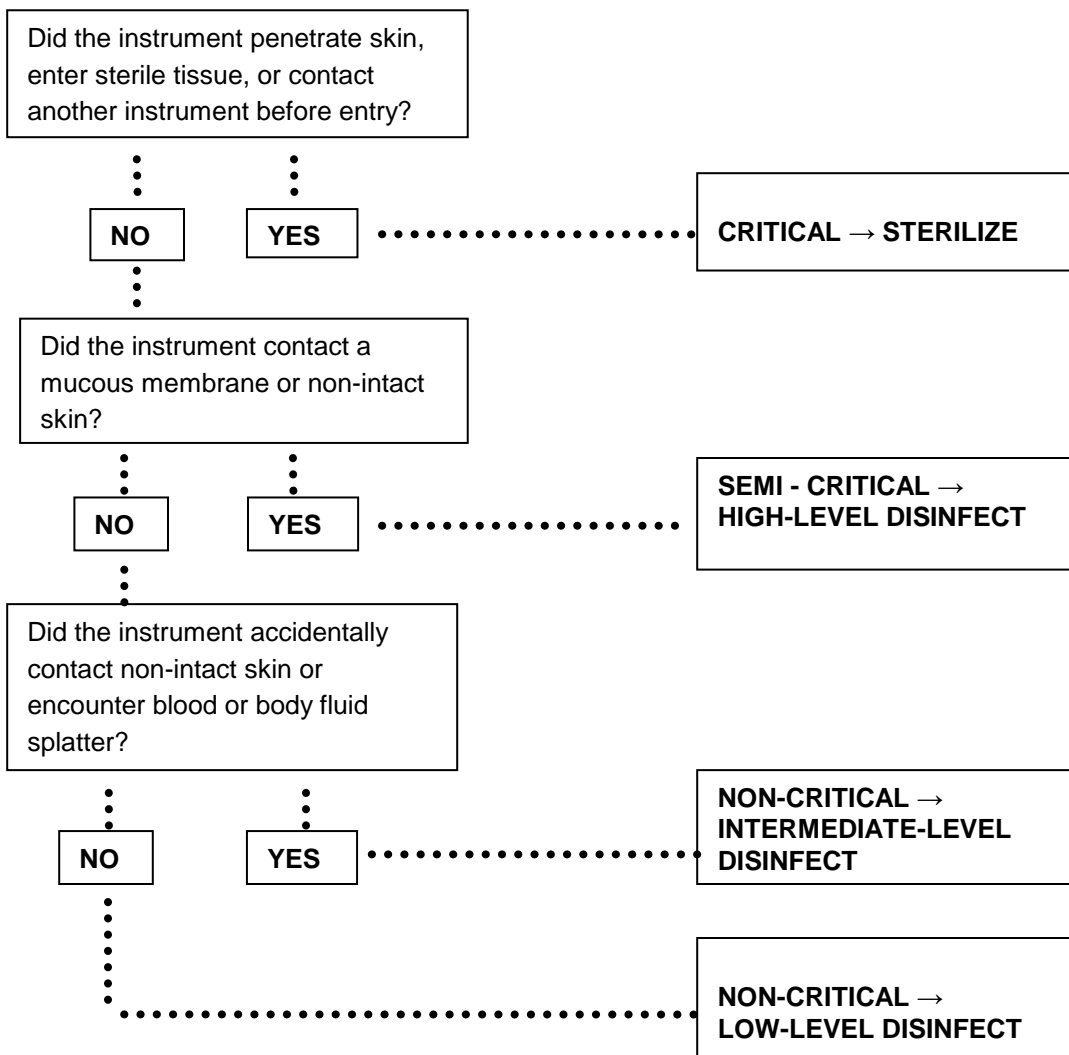 Did the instrument penetrate skin,
enter sterile tissue, or contact
another instrument before entry?
NO
YES
CRITICAL → STERILIZE
Did the instrument contact a
mucous membrane or non-intact
skin?
NO
YES
SEMI - CRITICAL →
HIGH-LEVEL DISINFECT
Did the instrument accidentally
contact non-intact skin or
encounter blood or body fluid
splatter?
NO
YES
NON-CRITICAL →
INTERMEDIATE-LEVEL
DISINFECT
NON-CRITICAL →
LOW-LEVEL DISINFECT